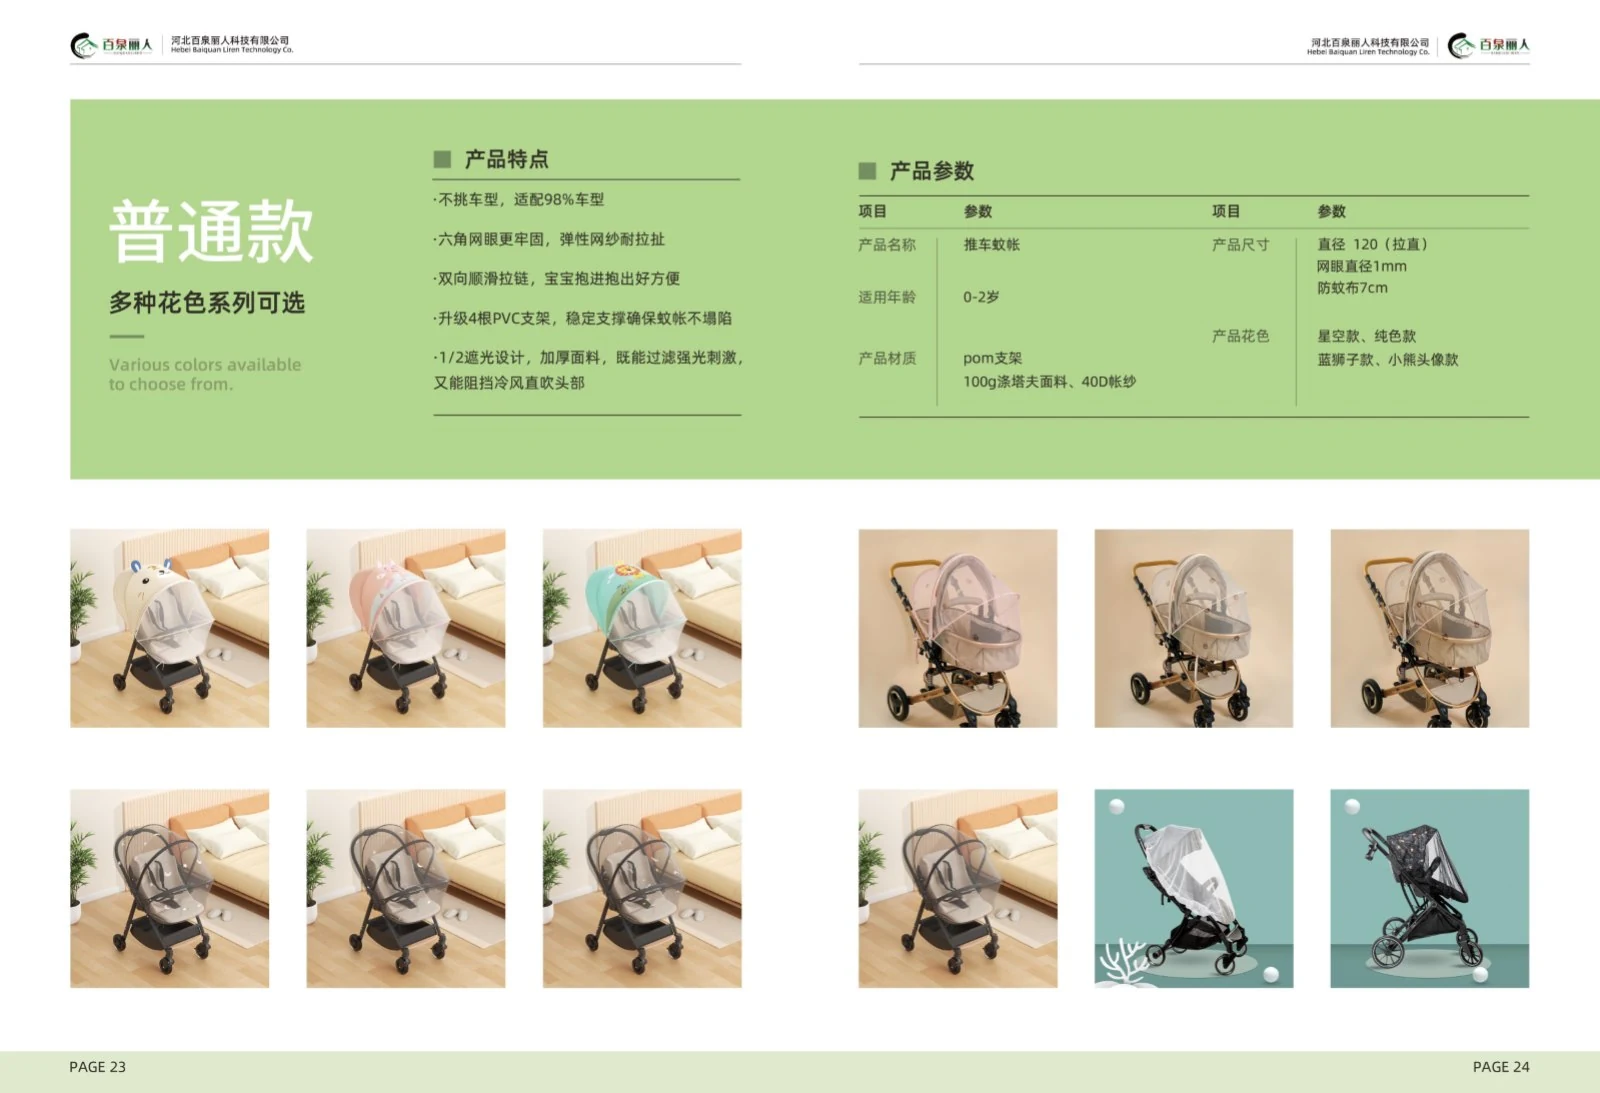 百泉丽人
河北百泉丽人科技有限公司
Hebei Baiquan Liren Technology Co.
河北百泉丽人科技有限公司
Hebei Baiquan Liren Technology Co.
百泉丽人
普通款
多种花色系列可选
Various colors available
to choose from.
产品特点
·不挑车型，适配98%车型
·六角网眼更牢固，弹性网纱耐拉扯
·双向顺滑拉链，宝宝抱进抱出好方便
·升级4根PVC支架，稳定支撑确保蚊帐不塌陷
·1/2遮光设计，加厚面料，既能过滤强光刺激，
又能阻挡冷风直吹头部
产品参数
项目 参数 项目 参数
产品名称 推车蚊帐
适用年龄 0-2岁
产品材质 pom支架
100g涤塔夫面料、40D帐纱
产品尺寸 直径 120（拉直）
网眼直径1mm
防蚊布7cm
产品花色 星空款、纯色款
蓝狮子款、小熊头像款
PAGE 23
PAGE 24